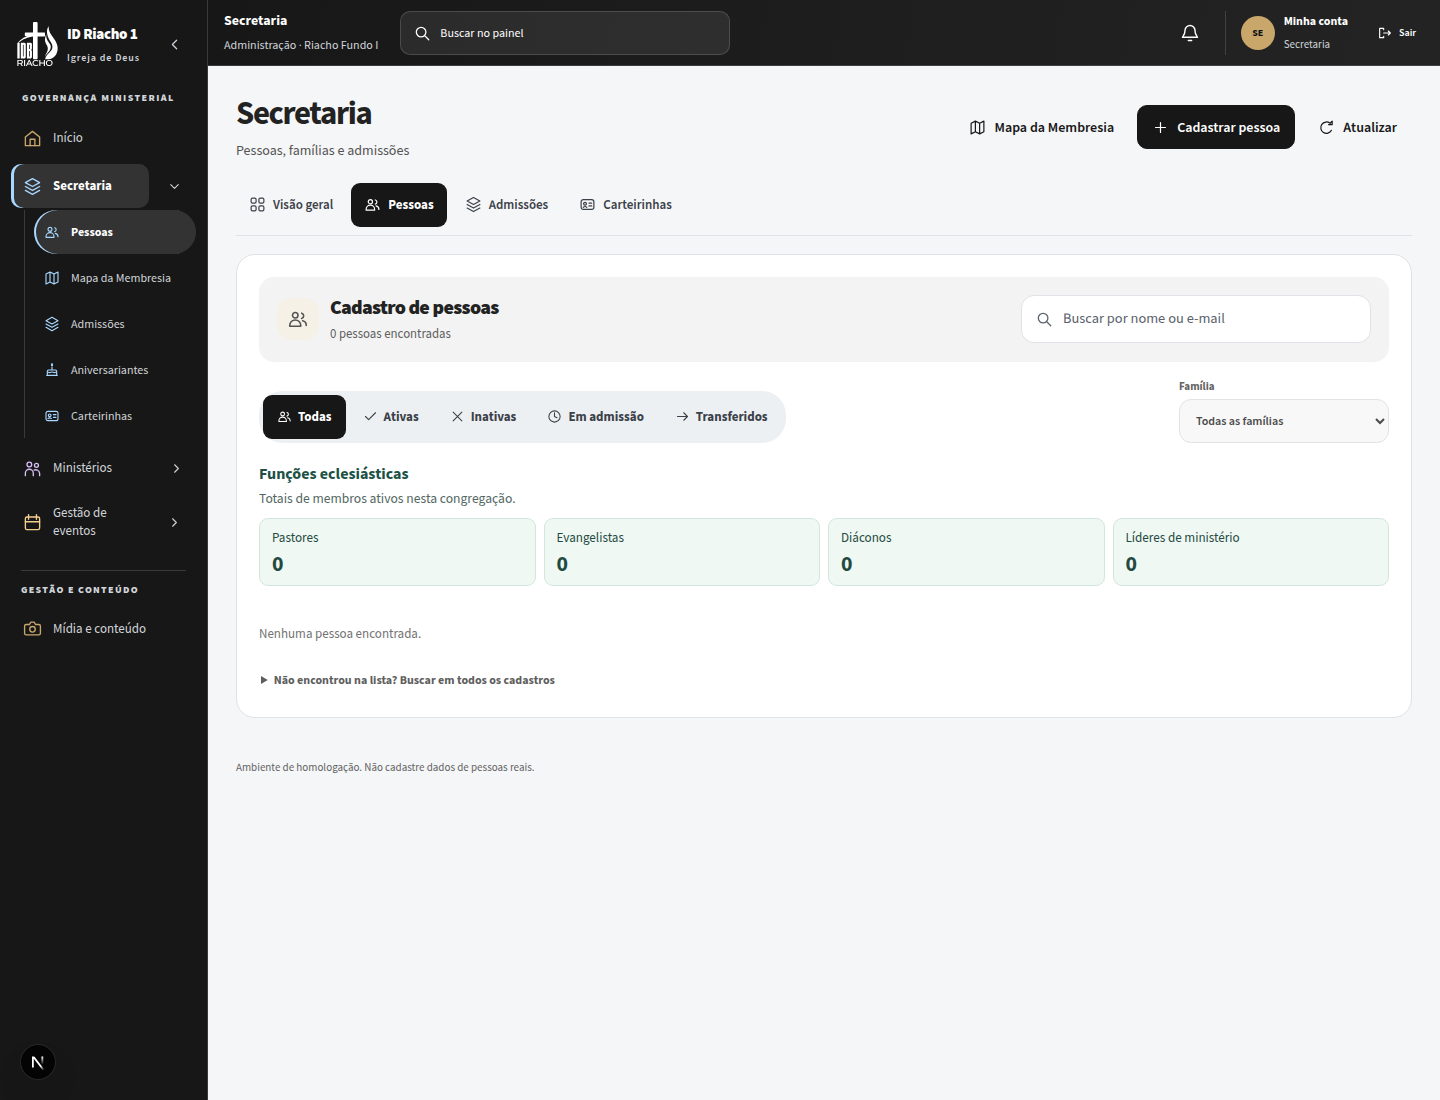 IDB
RIACHO
ID Riacho 1
Igreja de Deus
GOVERNANÇA MINISTERIAL
Início
Secretaria
Pessoas
Mapa da Membresia
Admissões
Aniversariantes
Carteirinhas
Ministérios
Gestão de
eventos
GESTÃO E CONTEÚDO
Mídia e conteúdo
N
Secretaria
Administração · Riacho Fundo I
Buscar no painel
SE
Minha conta
Secretaria
Sair
Secretaria
Pessoas, famílias e admissões
Mapa da Membresia
Cadastrar pessoa
Atualizar
Visão geral
Pessoas
Admissões
Carteirinhas
Cadastro de pessoas
0 pessoas encontradas
Buscar por nome ou e-mail
Todas
Ativas
Inativas
Em admissão
Transferidos
Família
Todas as famílias
Funções eclesiásticas
Totais de membros ativos nesta congregação.
Pastores
0
Evangelistas
0
Diáconos
0
Líderes de ministério
0
Nenhuma pessoa encontrada.
Não encontrou na lista? Buscar em todos os cadastros
Ambiente de homologação. Não cadastre dados de pessoas reais.